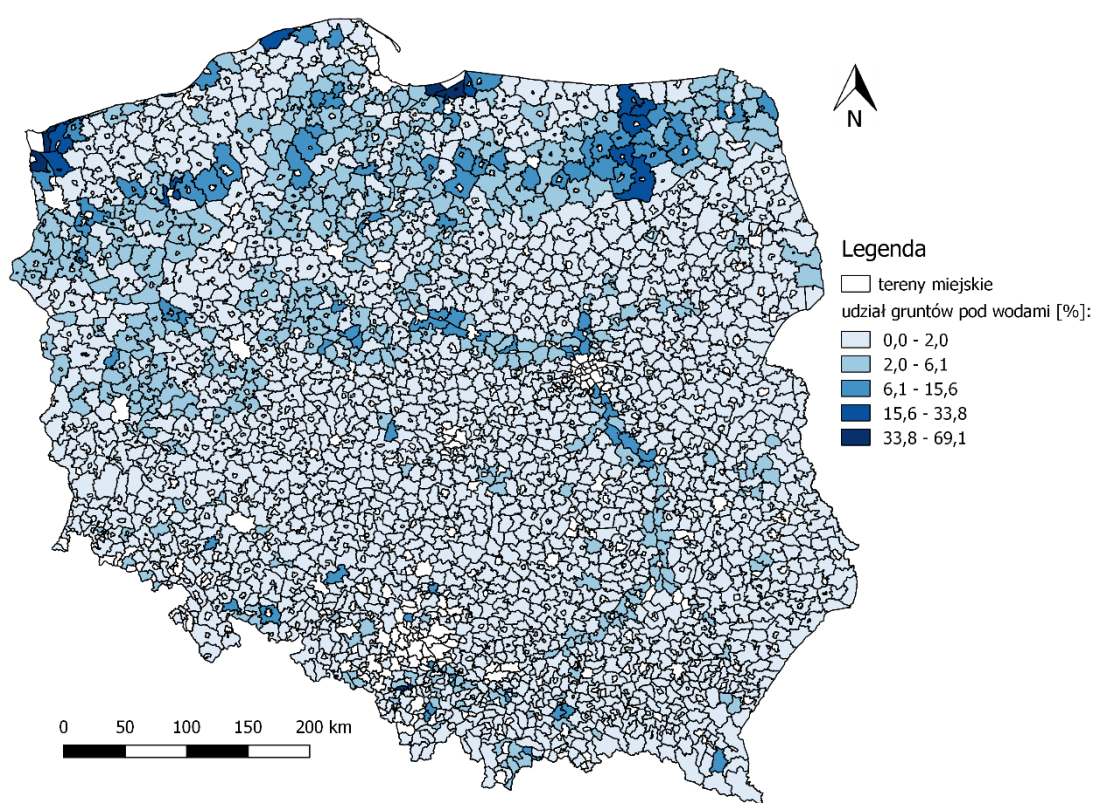 N
Legenda
tereny miejskie
udział gruntów pod wodami [%]:
0,0 - 2,0
2,0 - 6,1
6,1 - 15,6
15,6 - 33,8
33,8 - 69,1
0 50 100 150 200 km